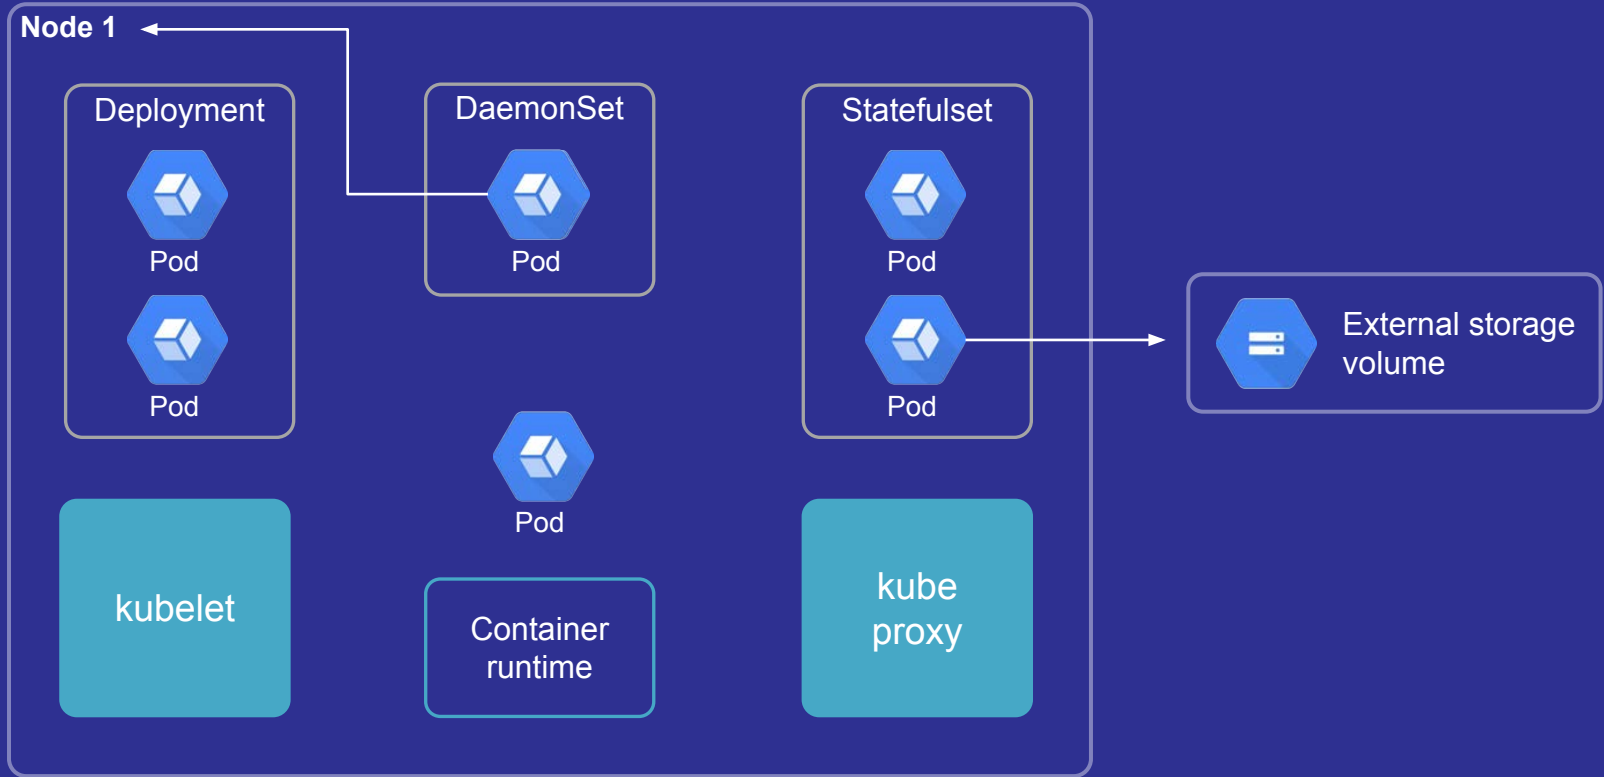 Node 1
Deployment
Pod
Pod
DaemonSet
Pod
Statefulset
Pod
Pod
External storage
volume
Pod
kubelet
Container
runtime
kube
proxy